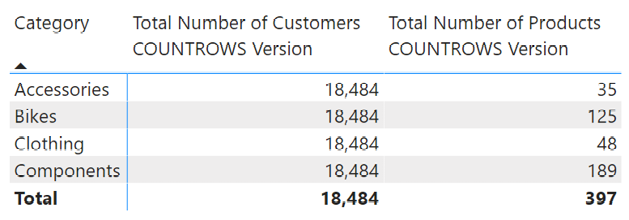 Category Total Number of Customers Total Number of Products
COUNTROWS Version COUNTROWS Version
Accessories 18,484 35
Bikes 18,484 125
Clothing 18,484 48
Components 18,484 189
Total 18,484 397